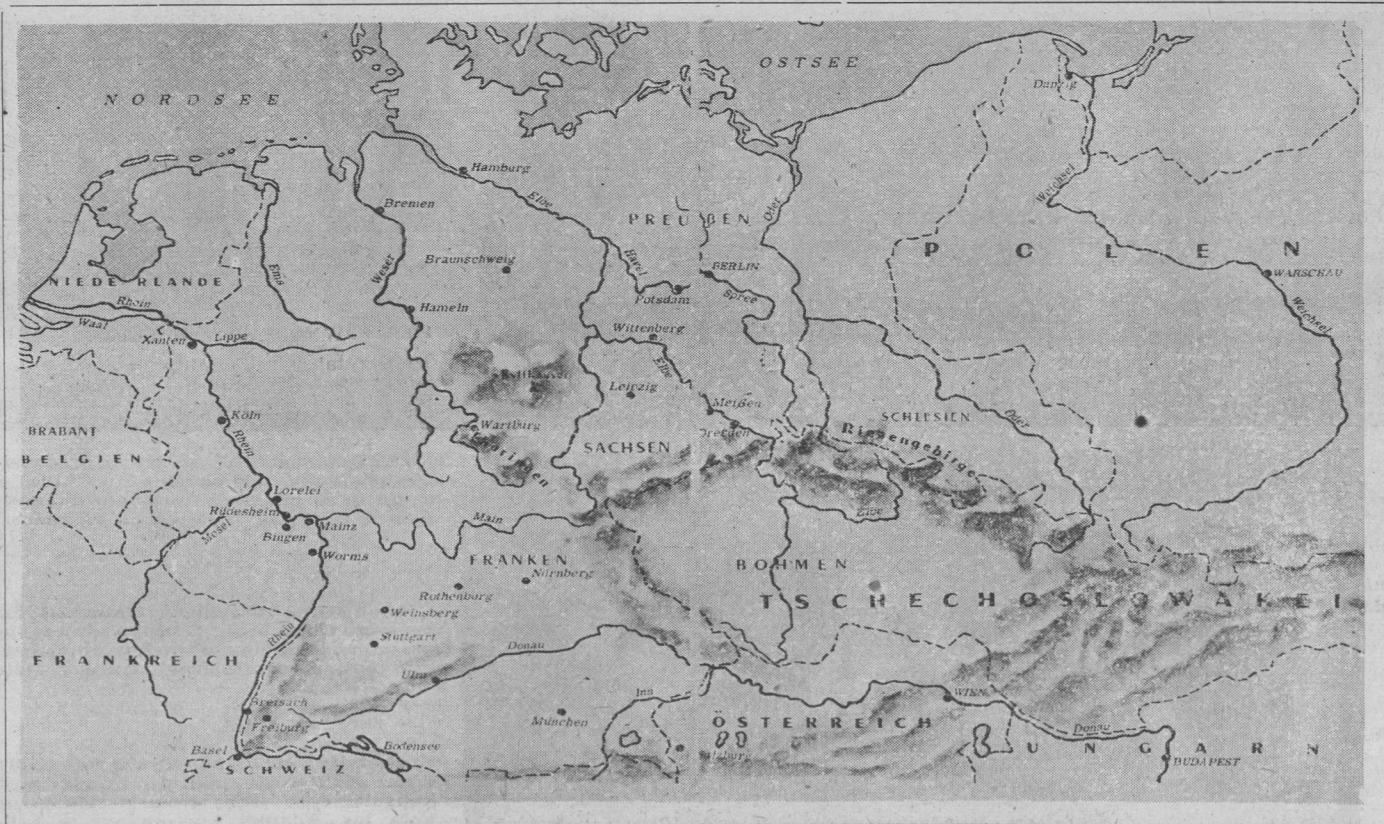 OSTSEE
NORDSEE
Danzig
Hamburg
Elbe
Weichsel
Bremen
Oder
PREUßEN
Havel
POLEN
Weser
Braunschweig
BERLIN
WARSCHAU
Ems
NIEDERLANDE
Potsdam
Spree
Rhein
Hameln
Weichsel
Waal
Wittenberg
Xanten
Lippe
Elbe
Leipzig
Meißen
Köln
SCHLESIEN
Oder
BRABANT
Wartburg
Dresden
Riesengebirge
Rhein
SACHSEN
BELGIEN
Thüringen
Lorelei
Rüdesheim
Elbe
Mosel
Mainz
Main
Bingen
Worms
FRANKEN
BÖHMEN
Nürnberg
Rothenburg
TSCHECHOSLOWAKEI
Weinsberg
Rhein
Stuttgart
Donau
FRANKREICH
Ulm
Inn
WIEN
Breisach
München
ÖSTERREICH
Freiburg
Donau
Basel
Bodensee
UNGARN
SCHWEIZ
BUDAPEST